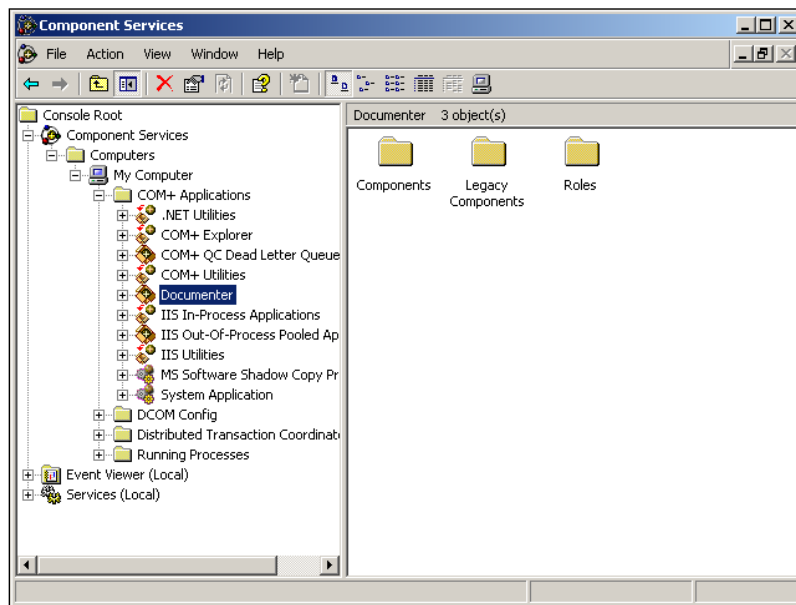 Component Services
File Action View Window Help
Console Root
Component Services
Computers
My Computer
COM+ Applications
.NET Utilities
COM+ Explorer
COM+ QC Dead Letter Queue
COM+ Utilities
Documenter
IIS In-Process Applications
IIS Out-Of-Process Pooled Ap
IIS Utilities
MS Software Shadow Copy Pr
System Application
DCOM Config
Distributed Transaction Coordinat
Running Processes
Event Viewer (Local)
Services (Local)
Documenter 3 object(s)
Components Legacy Components Roles